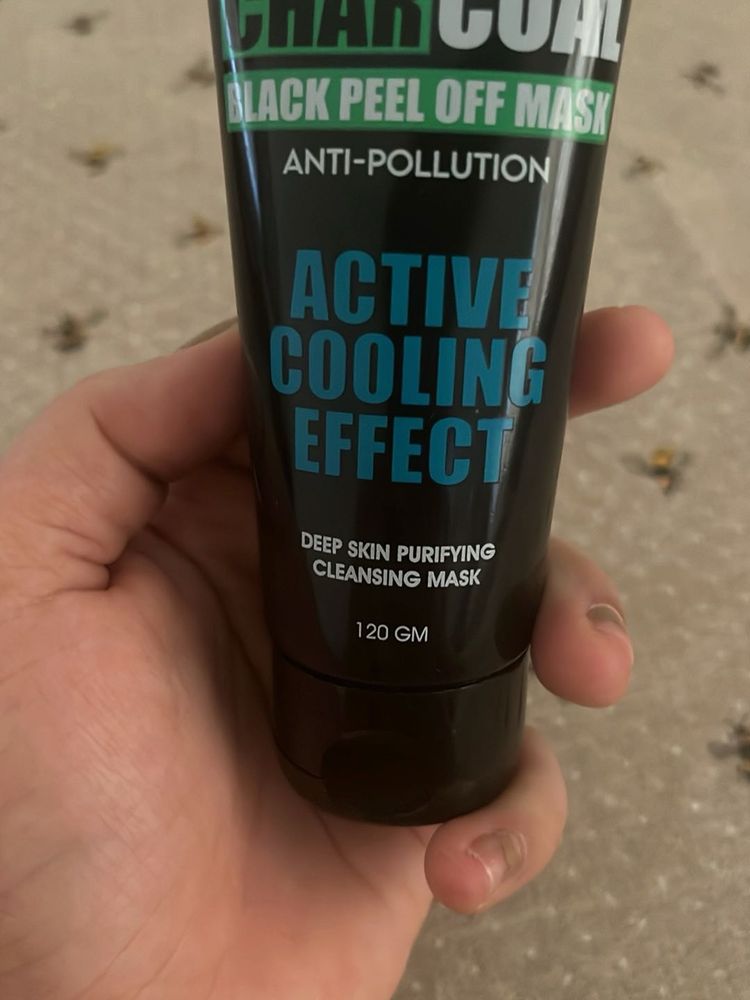 CHARCOAL
BLACK PEEL OFF MASK
ANTI-POLLUTION
ACTIVE
COOLING
EFFECT
DEEP SKIN PURIFYING
CLEANSING MASK
120 GM